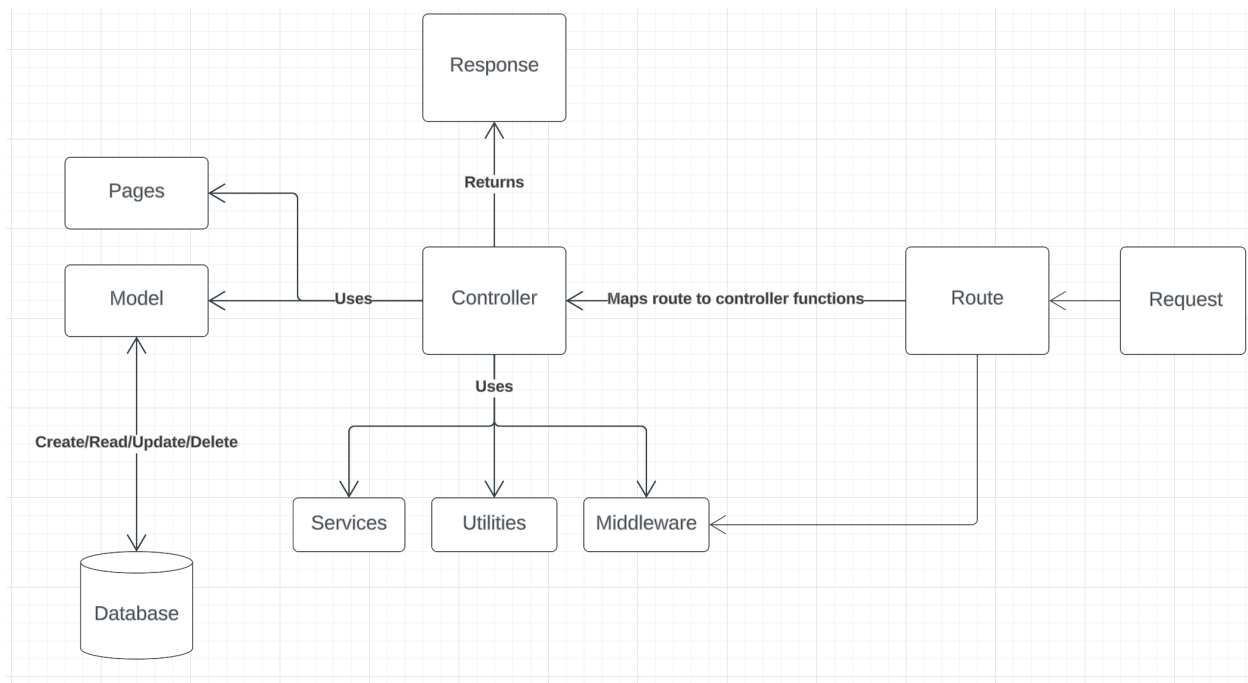 Response
Returns
Pages
Model
Uses
Controller
Maps route to controller functions
Route
Request
Uses
Create/Read/Update/Delete
Services
Utilities
Middleware
Database